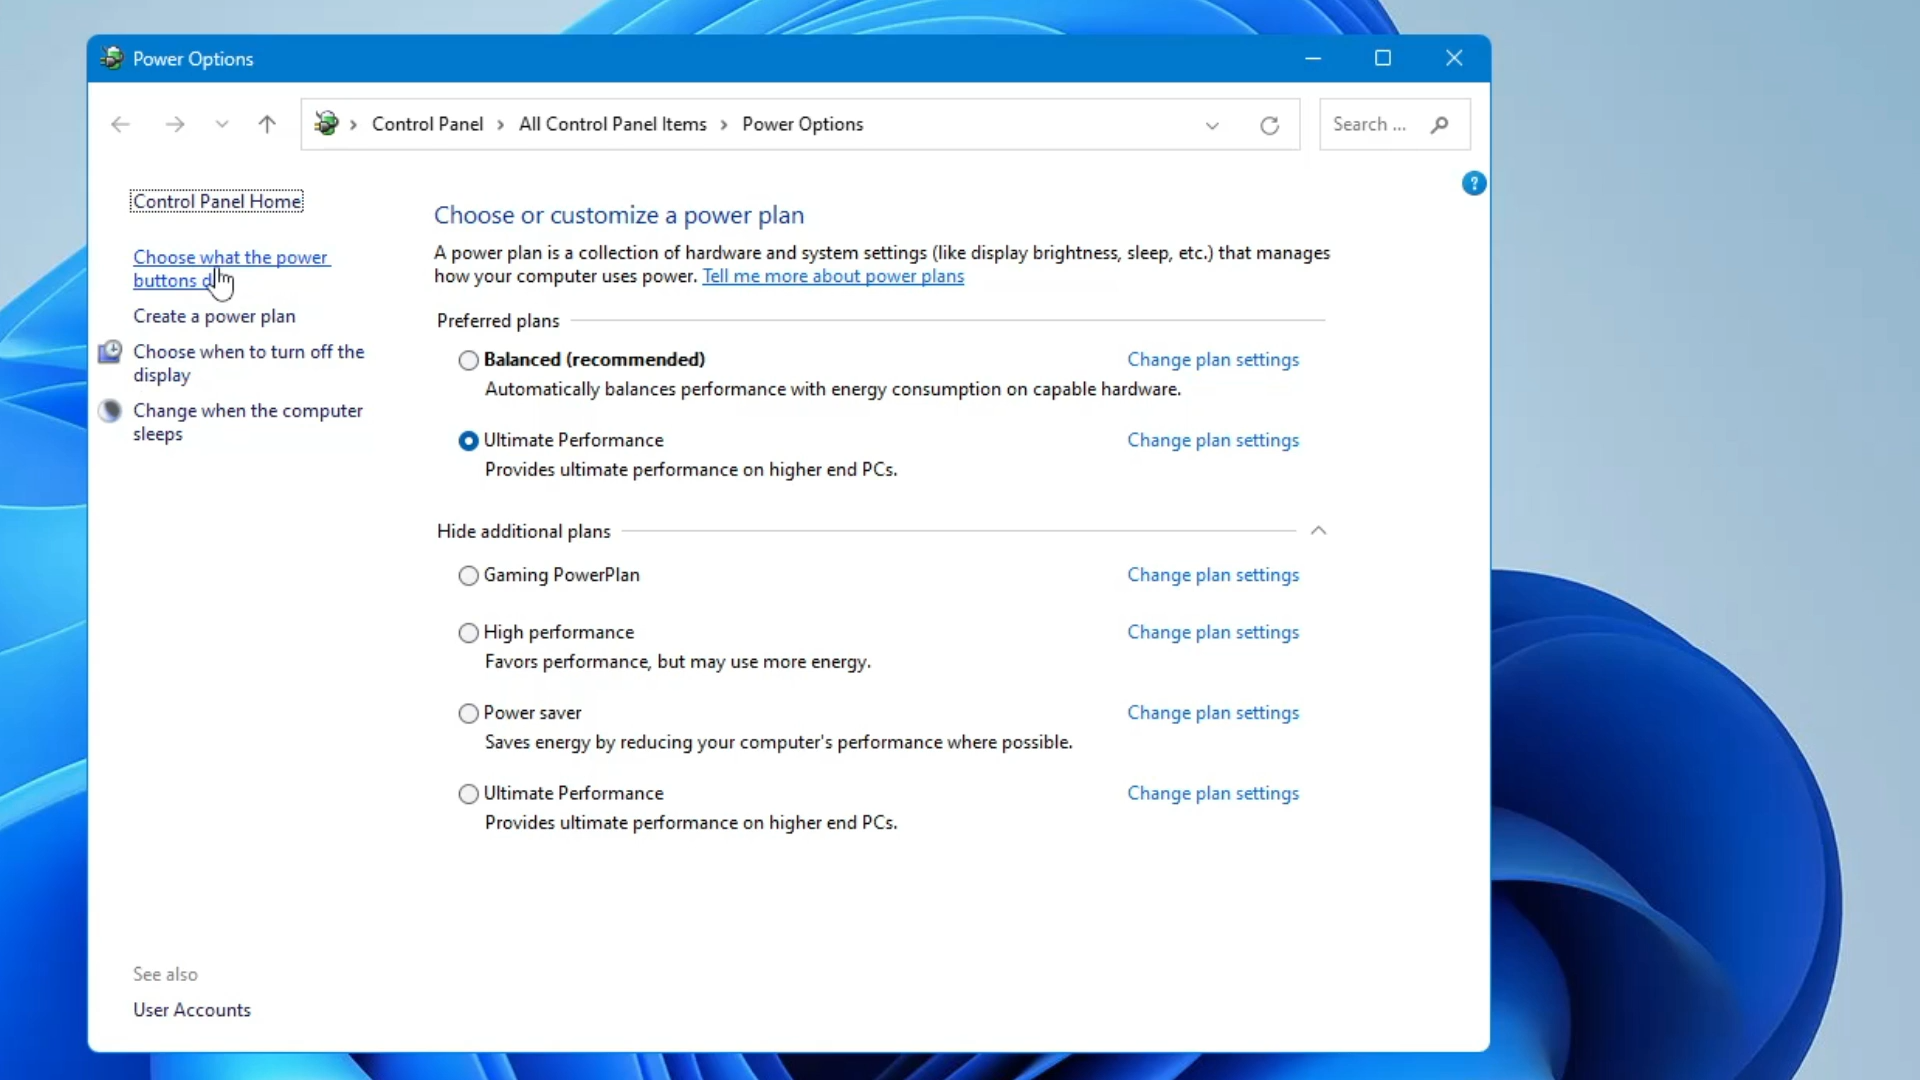 Power Options
Control Panel
All Control Panel Items
Power Options
Search ...
?
Control Panel Home
Choose what the power
buttons
Create a power plan
Choose when to turn off the
display
Change when the computer
sleeps
Choose or customize a power plan
A power plan is a collection of hardware and system settings (like display brightness, sleep, etc.) that manages
how your computer uses power. Tell me more about power plans
Preferred plans
Balanced (recommended) Change plan settings
Automatically balances performance with energy consumption on capable hardware.
Ultimate Performance Change plan settings
Provides ultimate performance on higher end PCs.
Hide additional plans
Gaming PowerPlan Change plan settings
High performance Change plan settings
Favors performance, but may use more energy.
Power saver Change plan settings
Saves energy by reducing your computer's performance where possible.
Ultimate Performance Change plan settings
Provides ultimate performance on higher end PCs.
See also
User Accounts